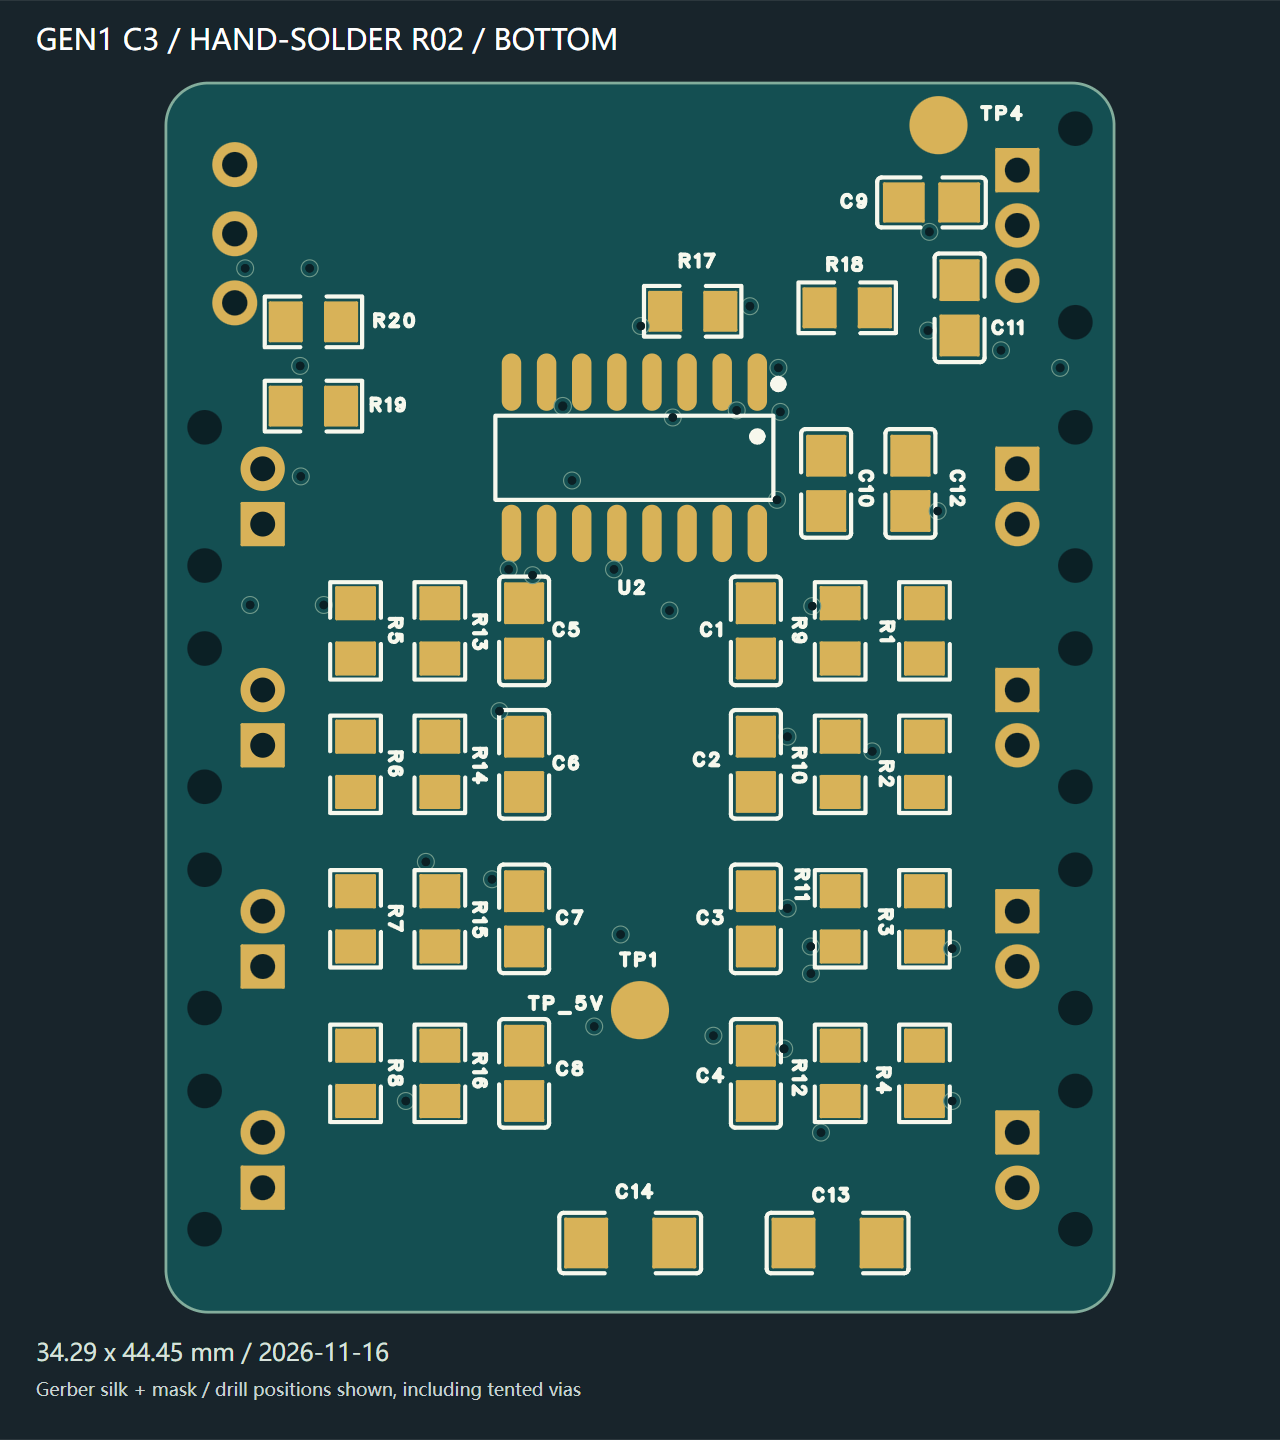 GEN1 C3 / HAND-SOLDER R02 / BOTTOM
TP4
C9
R17
R18
R20
C11
R19
C10
C12
U2
R5
R13
C5
C1
R9
R1
R6
R14
C6
C2
R10
R2
R7
R15
C7
C3
R11
R3
TP1
TP_5V
R8
R16
C8
C4
R12
R4
C14
C13
34.29 x 44.45 mm / 2026-11-16
Gerber silk + mask / drill positions shown, including tented vias